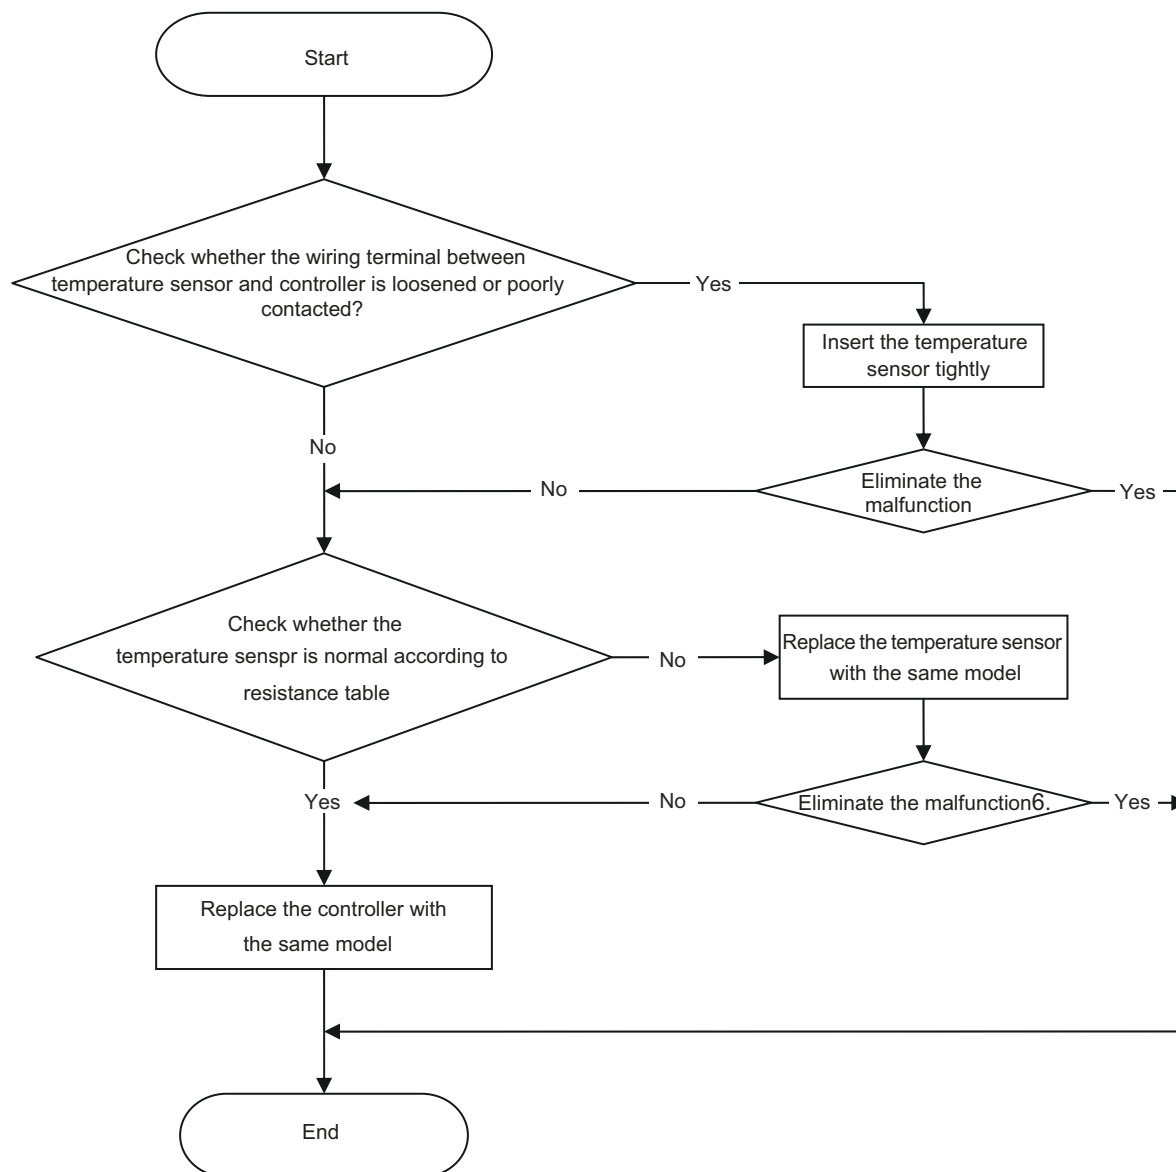 Start
Check whether the wiring terminal between
temperature sensor and controller is loosened or poorly
contacted?
Yes
Insert the temperature
sensor tightly
No
Eliminate the
malfunction
No
Yes
Check whether the
temperature senspr is normal according to
resistance table
No
Replace the temperature sensor
with the same model
Yes
No
Eliminate the malfunction6.
Yes
Replace the controller with
the same model
End